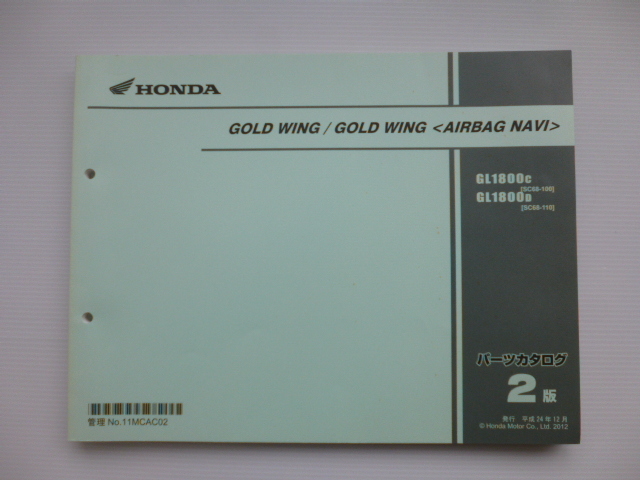 HONDA
GOLD WING / GOLD WING <AIRBAG NAVI>
GL1800C
[SC68-100]
GL1800D
[SC68-110]
パーツカタログ
2版
発行 平成24年12月
© Honda Motor Co., Ltd. 2012
管理 No.11MCAC02